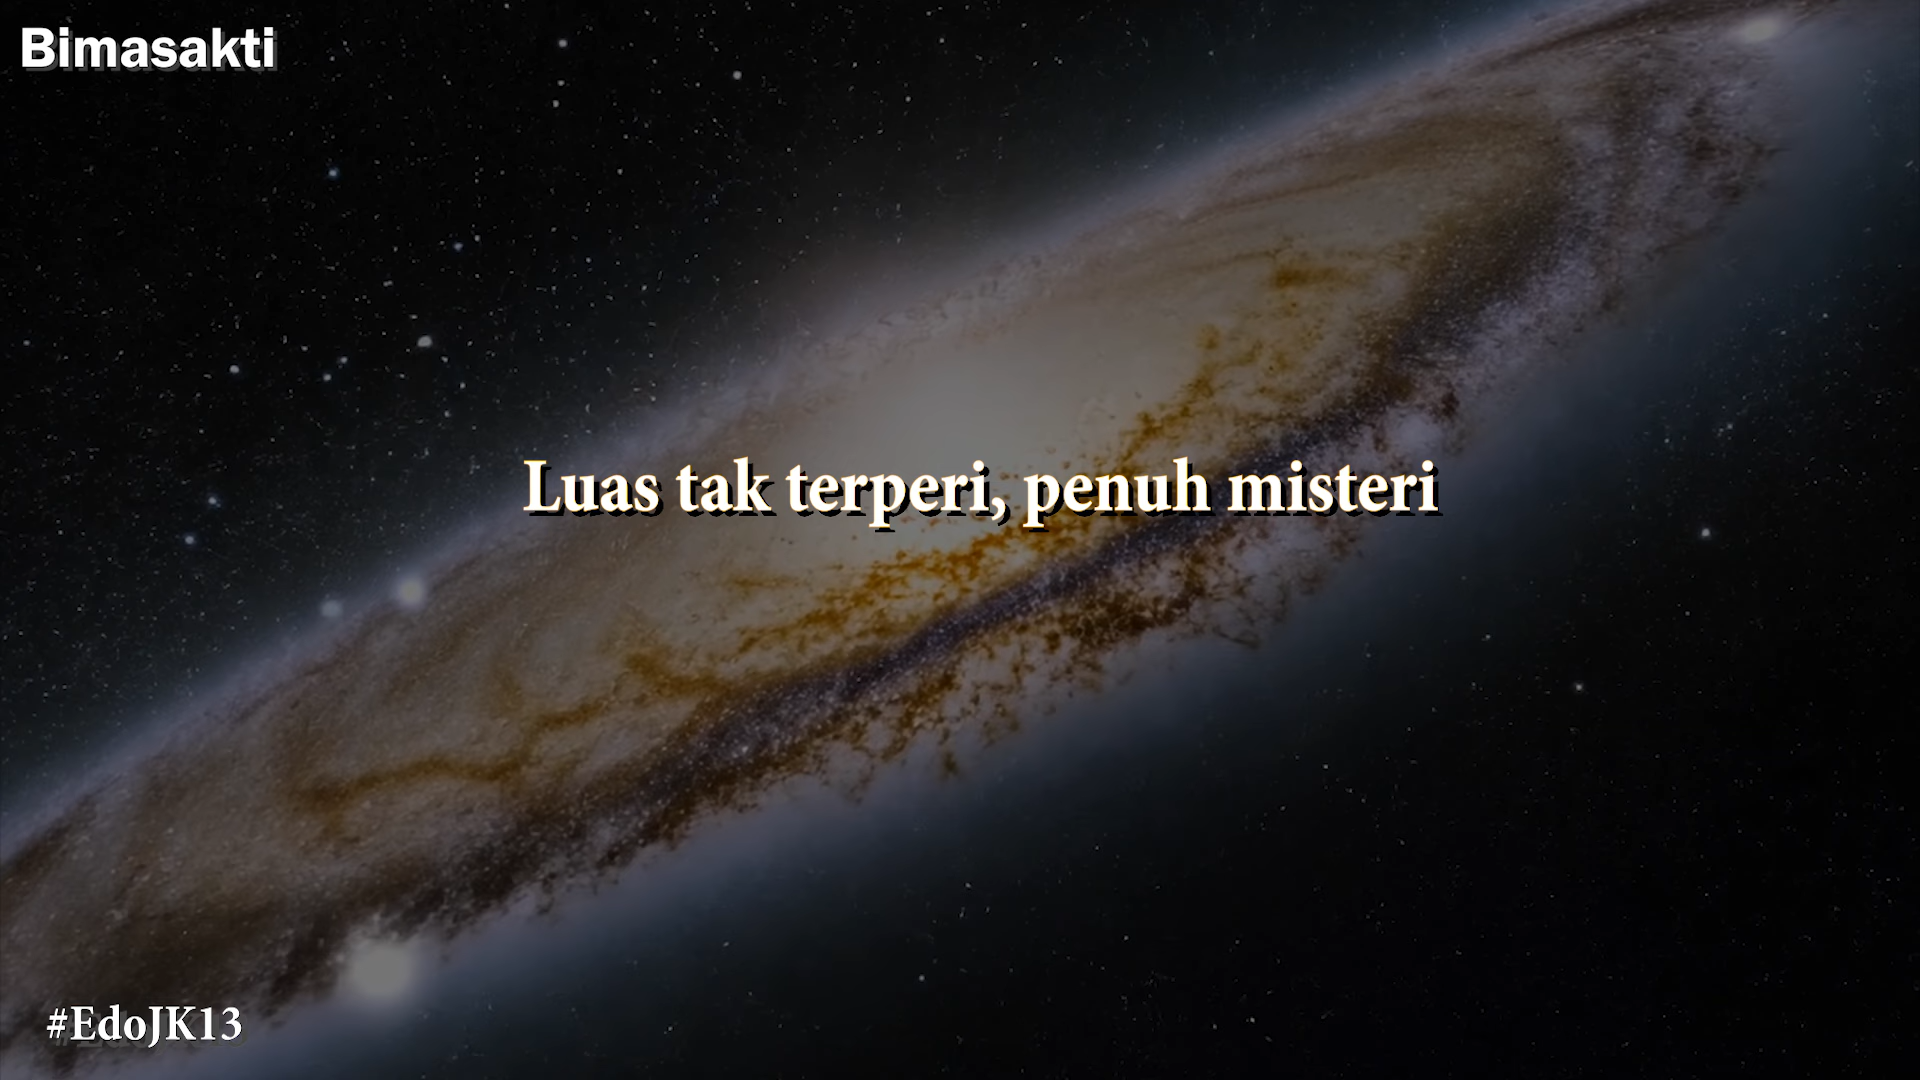 Bimasakti
Luas tak terperi, penuh misteri
#EdoJK13